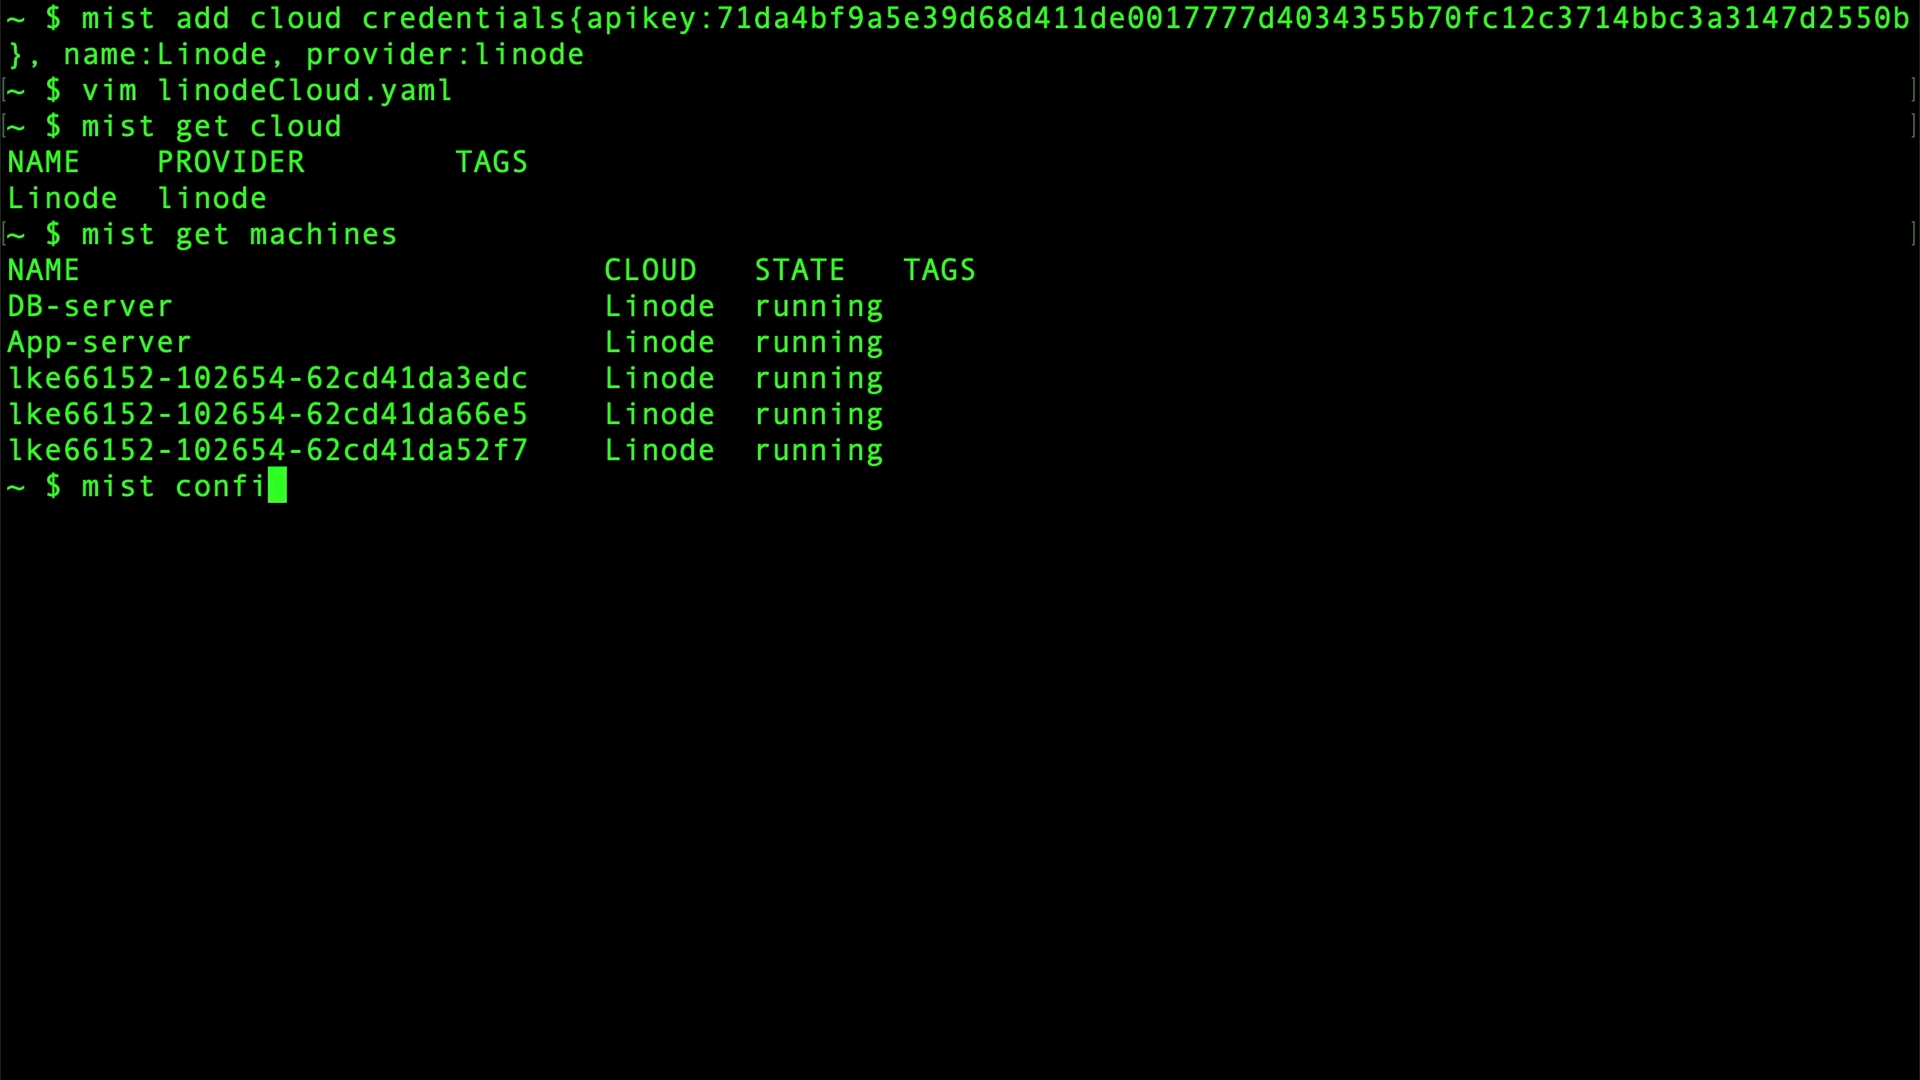 ~ $ mist add cloud credentials{apikey:71da4bf9a5e39d68d411de0017777d4034355b70fc12c3714bbc3a3147d2550b
}, name:Linode, provider:linode
[~ $ vim linodeCloud.yaml ]
[~ $ mist get cloud ]
NAME PROVIDER TAGS
Linode linode
[~ $ mist get machines ]
NAME CLOUD STATE TAGS
DB-server Linode running
App-server Linode running
lke66152-102654-62cd41da3edc Linode running
lke66152-102654-62cd41da66e5 Linode running
lke66152-102654-62cd41da52f7 Linode running
~ $ mist confi